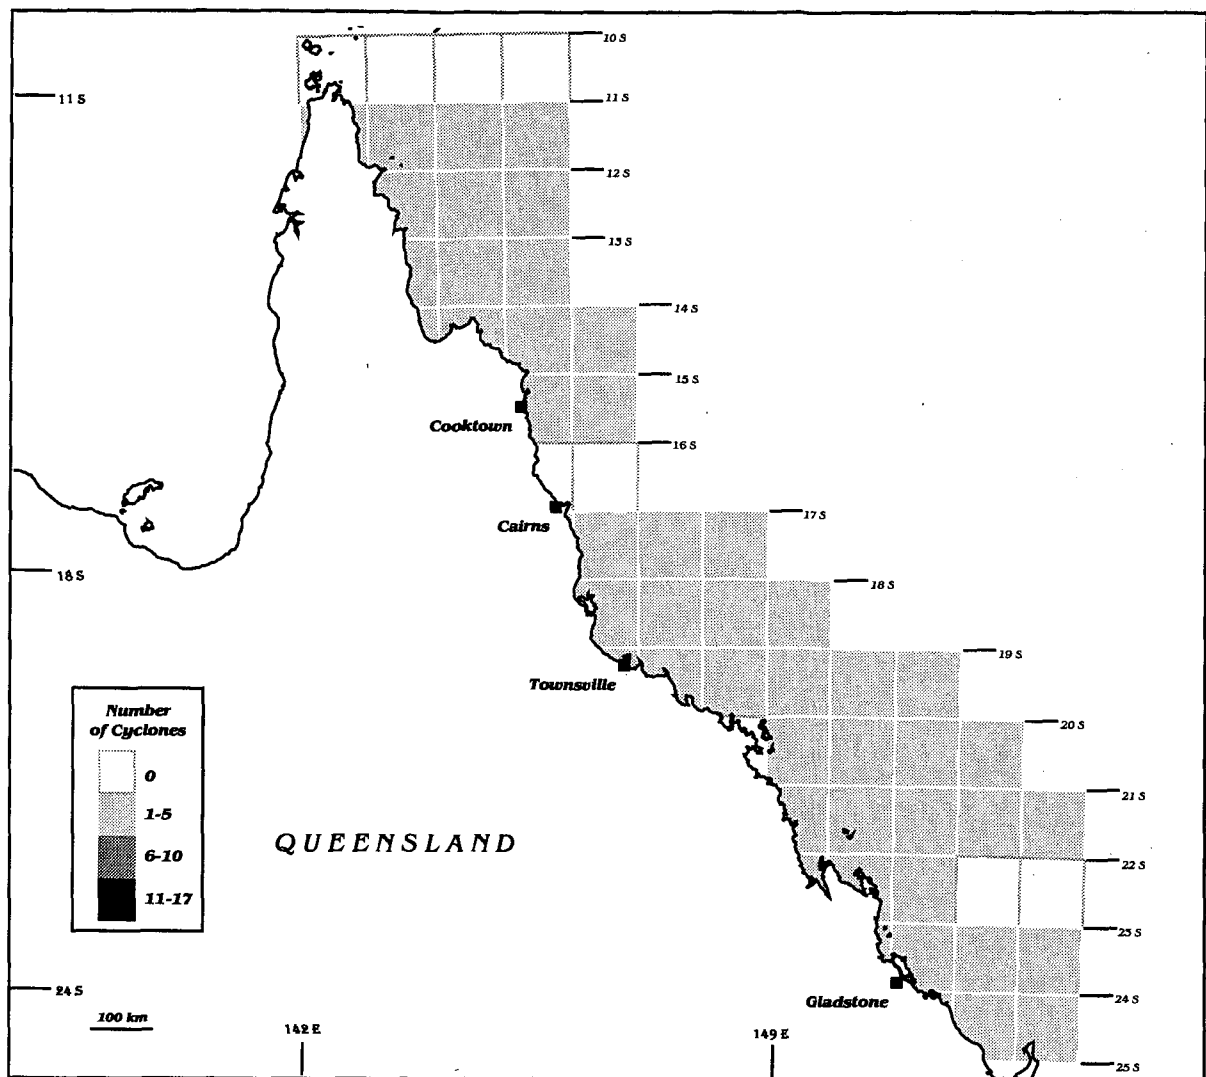 10 S
11 S
11 S
12 S
13 S
14 S
15 S
Cooktown
16 S
Cairns
17 S
18 S
18 S
19 S
Townsville
20 S
Number
of Cyclones
0
1-5
6-10
11-17
QUEENSLAND
21 S
22 S
23 S
24 S
Gladstone
24 S
100 km
142 E
149 E
25 S